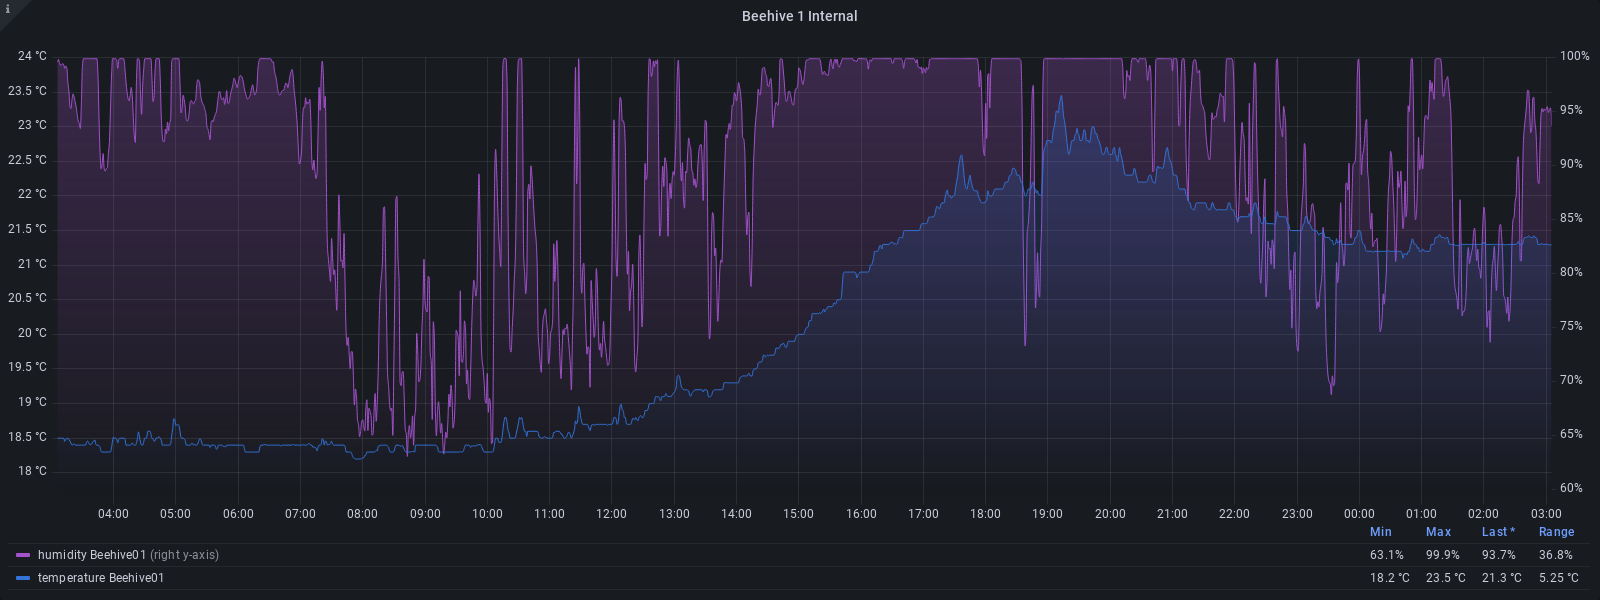 i
Beehive 1 Internal
24 °C
23.5 °C
23 °C
22.5 °C
22 °C
21.5 °C
21 °C
20.5 °C
20 °C
19.5 °C
19 °C
18.5 °C
18 °C
100%
95%
90%
85%
80%
75%
70%
65%
60%
04:00 05:00 06:00 07:00 08:00 09:00 10:00 11:00 12:00 13:00 14:00 15:00 16:00 17:00 18:00 19:00 20:00 21:00 22:00 23:00 00:00 01:00 02:00 03:00
Min Max Last * Range
humidity Beehive01 (right y-axis) 63.1% 99.9% 93.7% 36.8%
temperature Beehive01 18.2 °C 23.5 °C 21.3 °C 5.25 °C